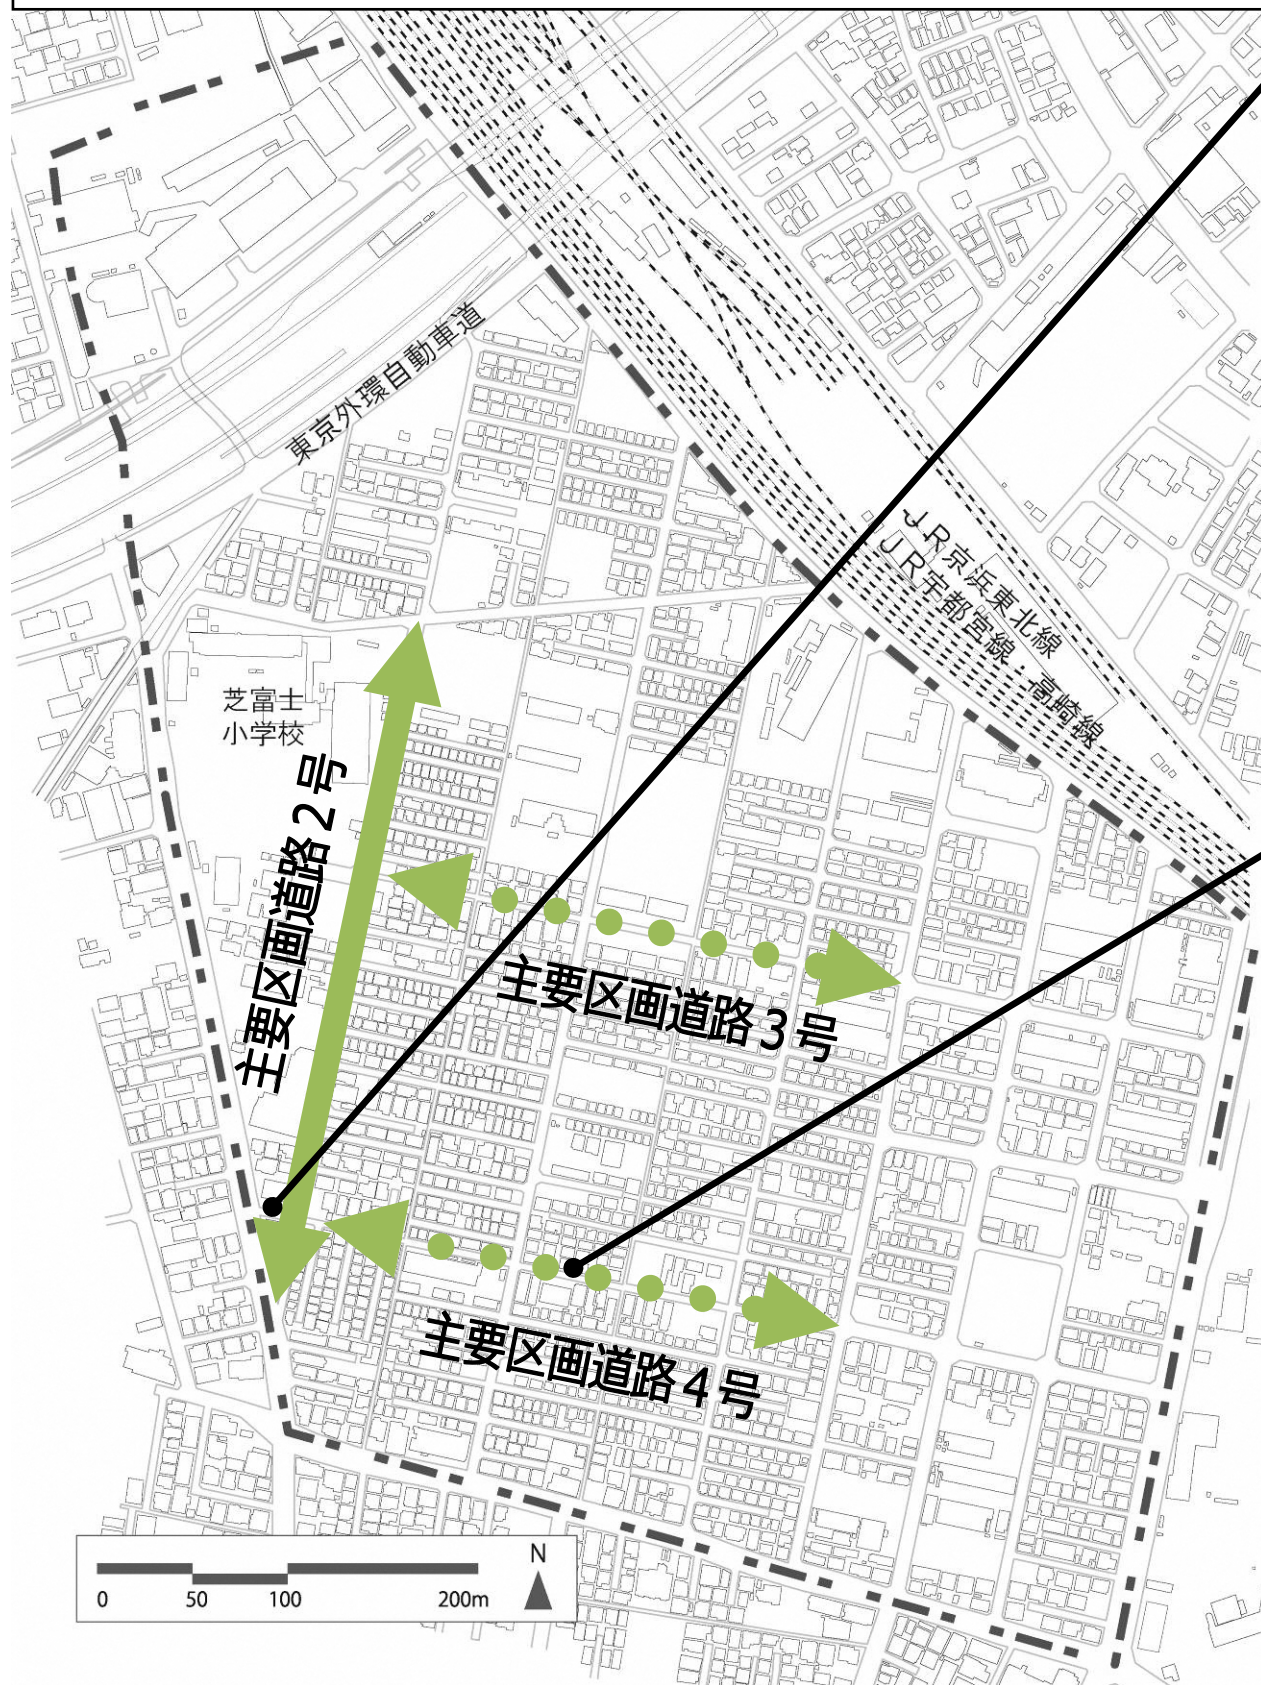 東京外環自動車道
JR京浜東北線
JR宇都宮線・高崎線
芝富士
小学校
主要区画道路2号
主要区画道路3号
主要区画道路4号
N
0 50 100 200m